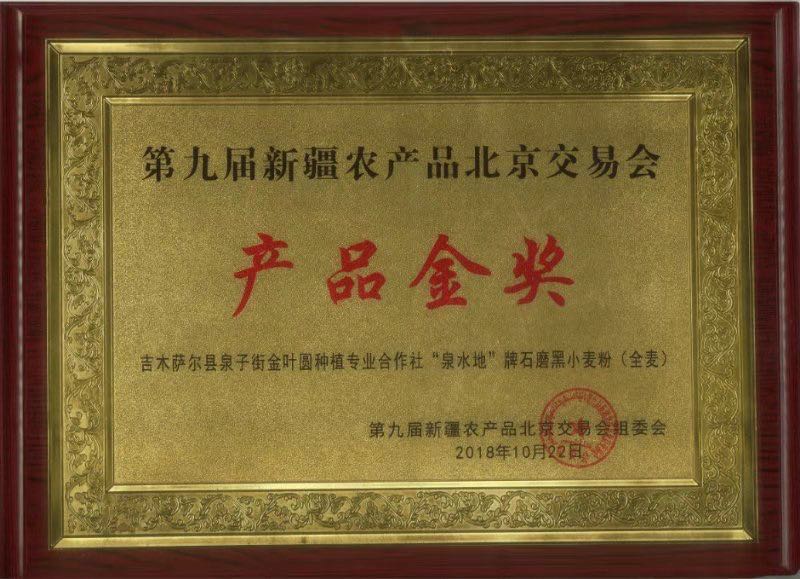 第九届新疆农产品北京交易会
产品金奖
吉木萨尔县泉子街金叶圆种植专业合作社“泉水地”牌石磨黑小麦粉（全麦）
第九届新疆农产品北京交易会组委会
2018年10月22日